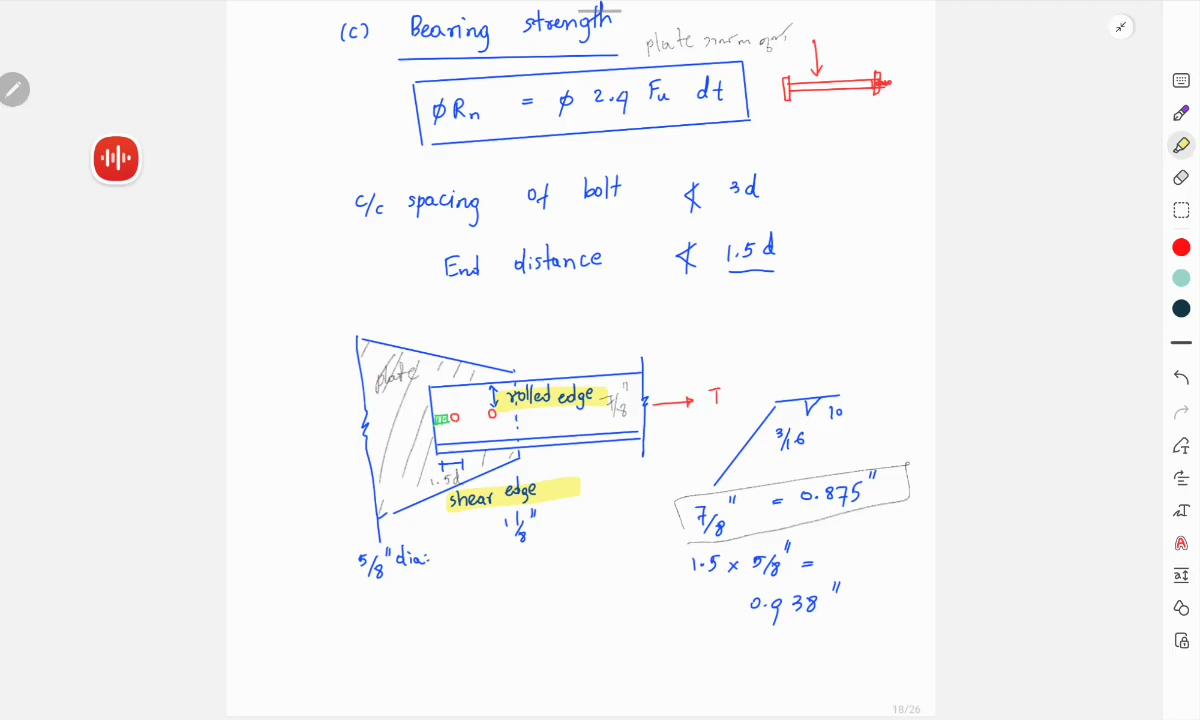 (c) Bearing strength
plate
ϕRn = ϕ 2.4 Fu dt
c/c spacing of bolt ≮ 3d
End distance ≮ 1.5 d
plate
rolled edge
7/8"
T
1.5d
shear edge
1 1/8"
5/8" dia:
√10
3/16
7/8" = 0.875"
1.5 × 5/8" =
0.938"
18/26